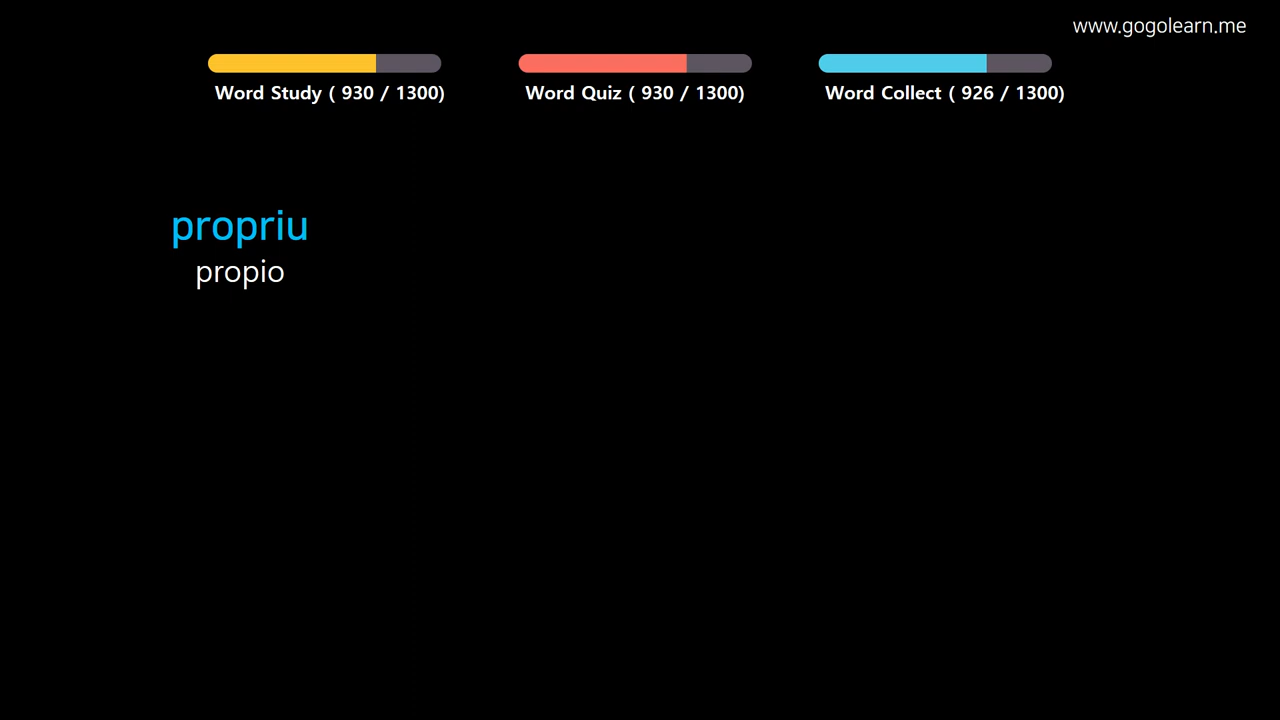 www.gogolearn.me
Word Study ( 930 / 1300)
Word Quiz ( 930 / 1300)
Word Collect ( 926 / 1300)
propriu
propio